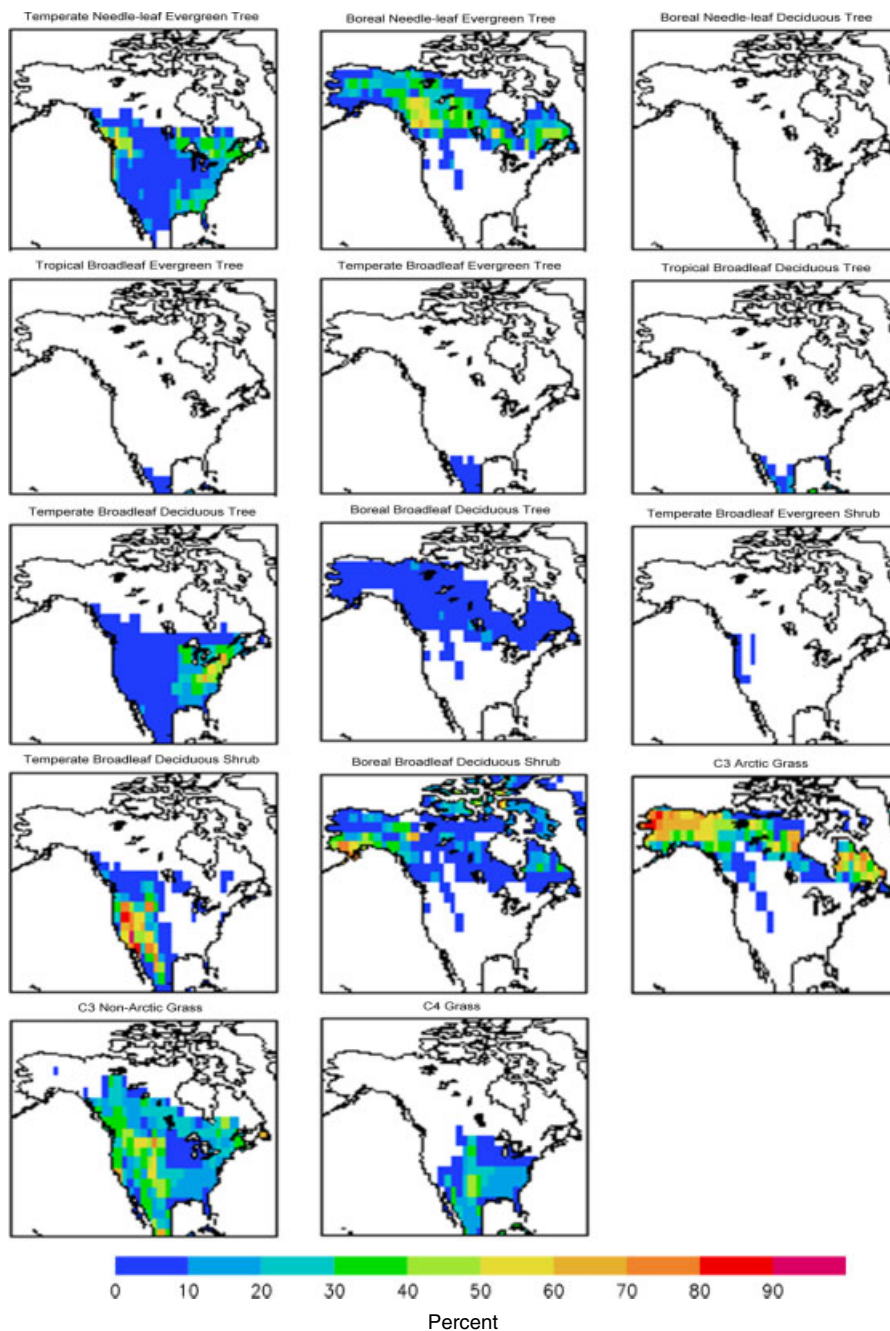 Temperate Needle-leaf Evergreen Tree
Boreal Needle-leaf Evergreen Tree
Boreal Needle-leaf Deciduous Tree
Tropical Broadleaf Evergreen Tree
Temperate Broadleaf Evergreen Tree
Tropical Broadleaf Deciduous Tree
Temperate Broadleaf Deciduous Tree
Boreal Broadleaf Deciduous Tree
Temperate Broadleaf Evergreen Shrub
Temperate Broadleaf Deciduous Shrub
Boreal Broadleaf Deciduous Shrub
C3 Arctic Grass
C3 Non-Arctic Grass
C4 Grass
0 10 20 30 40 50 60 70 80 90
Percent